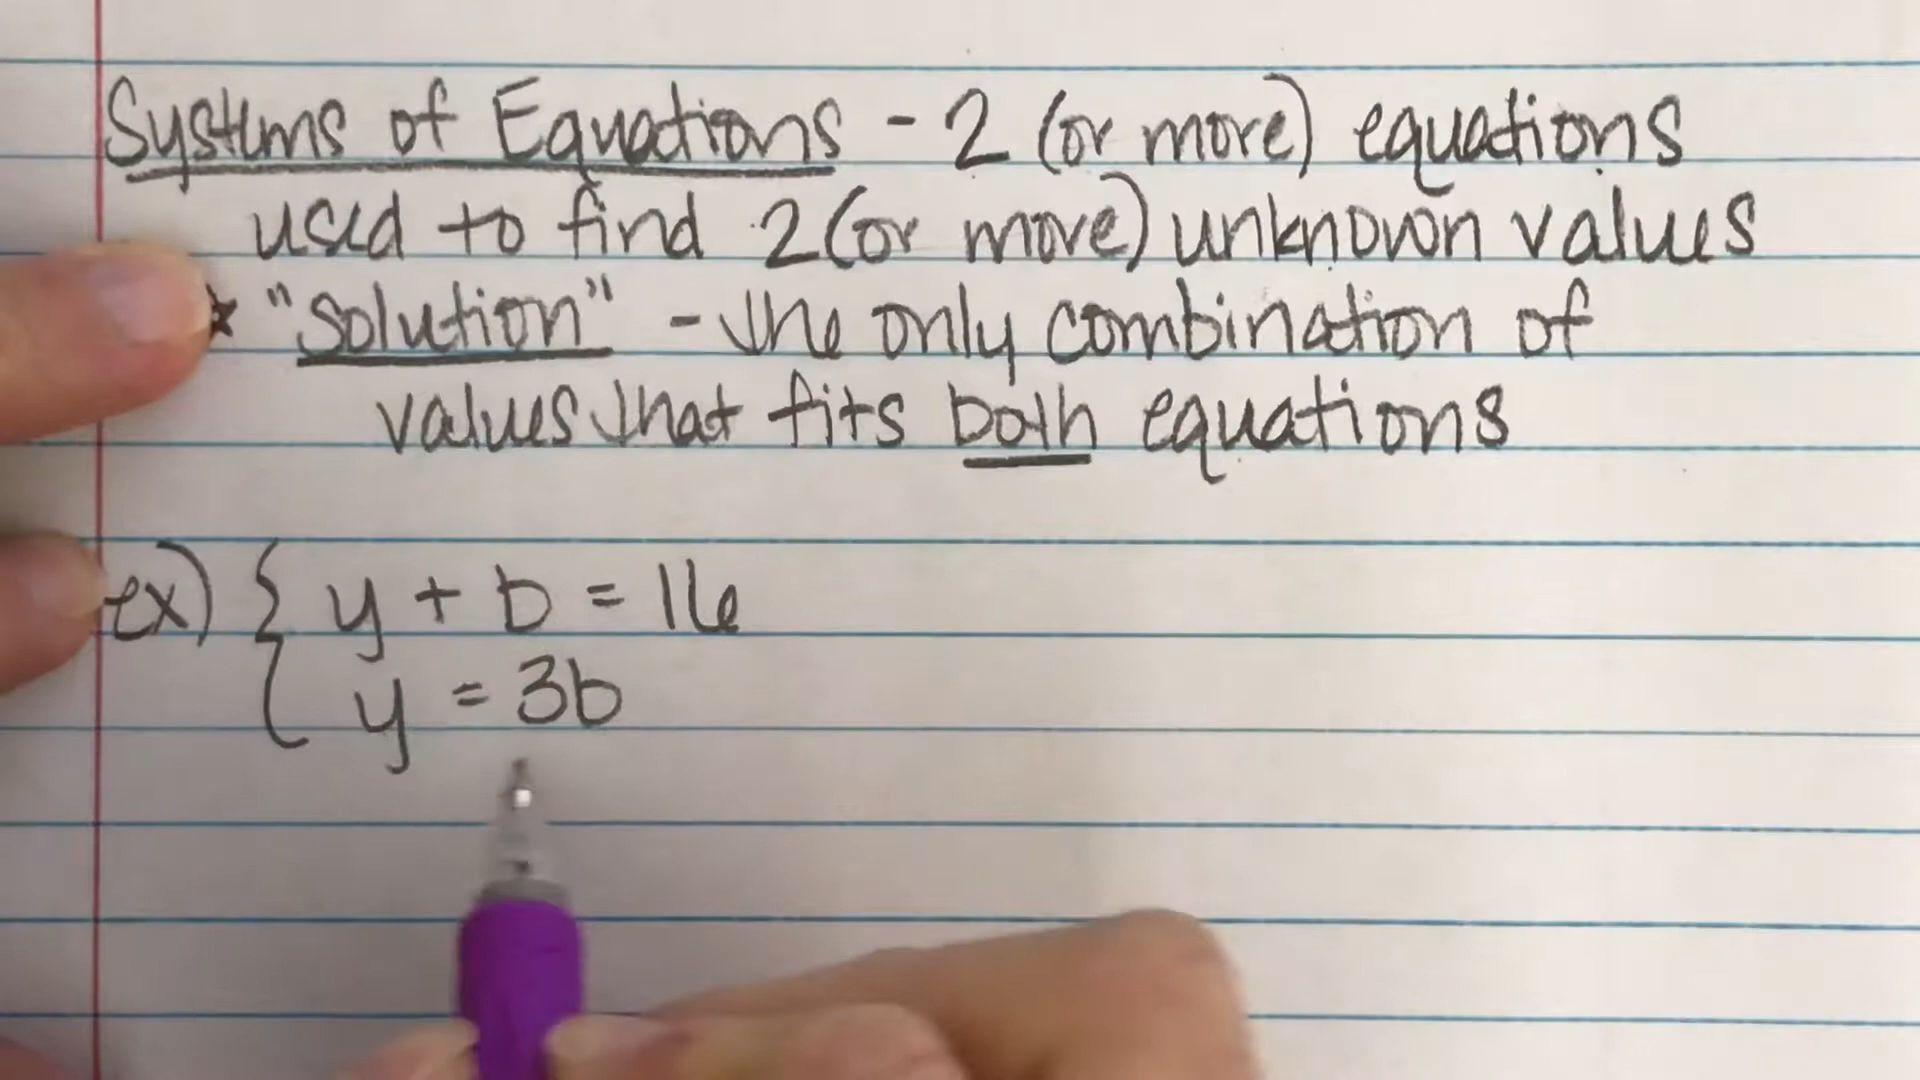 Systems of Equations - 2 (or more) equations
used to find 2 (or more) unknown values
★ "solution" - the only combination of
values that fits both equations
ex) { y + b = 16
y = 3b